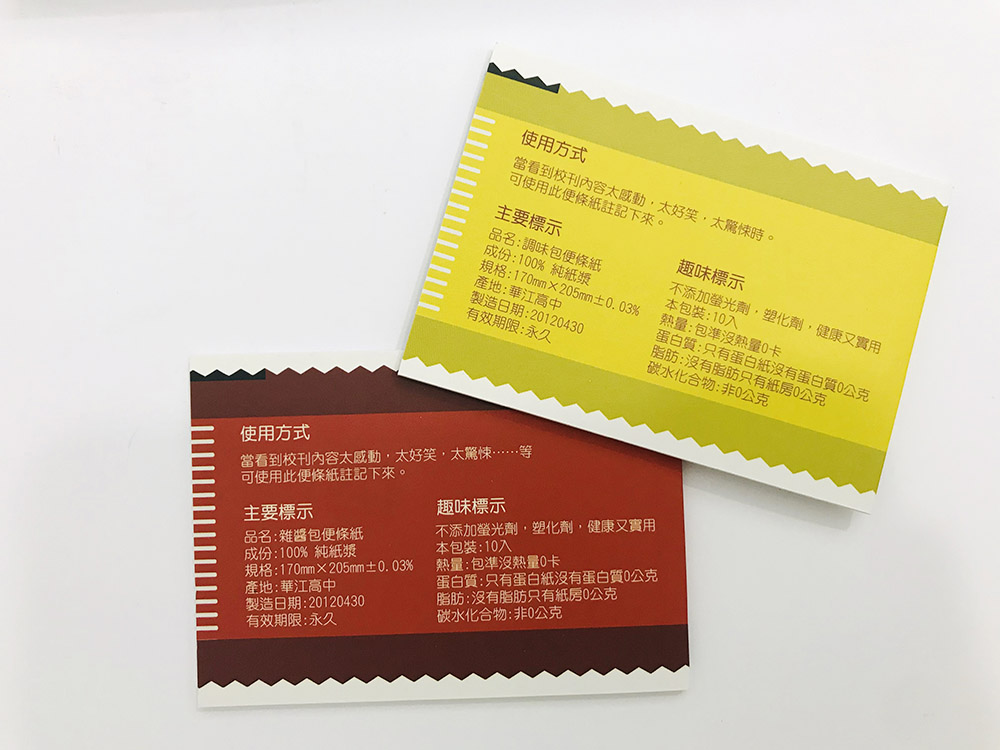 使用方式
當看到校刊內容太感動，太好笑，太驚悚時。
可使用此便條紙註記下來。
主要標示
品名:調味包便條紙
成份:100% 純紙漿
規格:170mm×205mm±0.03%
產地:華江高中
製造日期:20120430
有效期限:永久
趣味標示
不添加螢光劑，塑化劑，健康又實用
本包裝:10入
熱量:包準沒熱量0卡
蛋白質:只有蛋白紙沒有蛋白質0公克
脂肪:沒有脂肪只有紙房0公克
碳水化合物:非0公克
使用方式
當看到校刊內容太感動，太好笑，太驚悚……等
可使用此便條紙註記下來。
主要標示
品名:雜醬包便條紙
成份:100% 純紙漿
規格:170mm×205mm±0.03%
產地:華江高中
製造日期:20120430
有效期限:永久
趣味標示
不添加螢光劑，塑化劑，健康又實用
本包裝:10入
熱量:包準沒熱量0卡
蛋白質:只有蛋白紙沒有蛋白質0公克
脂肪:沒有脂肪只有紙房0公克
碳水化合物:非0公克